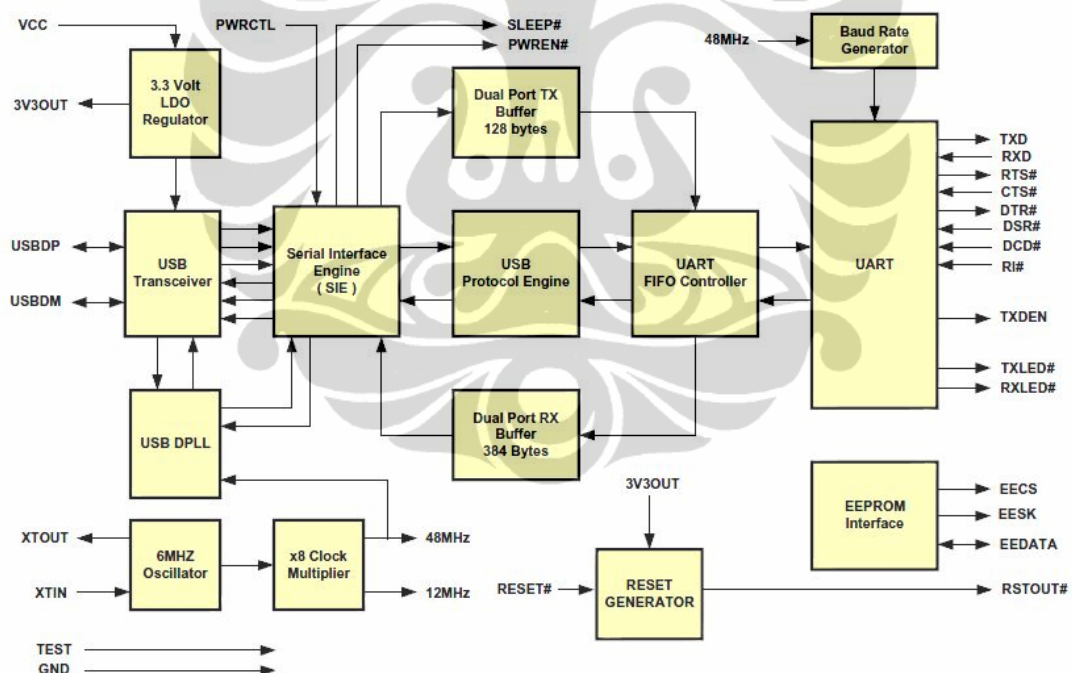 VCC
PWRCTL
SLEEP#
PWREN#
48MHz
Baud Rate
Generator
3V3OUT
3.3 Volt
LDO
Regulator
Dual Port TX
Buffer
128 bytes
TXD
RXD
RTS#
CTS#
DTR#
DSR#
DCD#
RI#
TXDEN
TXLED#
RXLED#
USBDP
USBDM
USB
Transceiver
Serial Interface
Engine
( SIE )
USB
Protocol Engine
UART
FIFO Controller
UART
USB DPLL
Dual Port RX
Buffer
384 Bytes
3V3OUT
EEPROM
Interface
EECS
EESK
EEDATA
XTOUT
XTIN
6MHZ
Oscillator
x8 Clock
Multiplier
48MHz
12MHz
RESET#
RESET
GENERATOR
RSTOUT#
TEST
GND